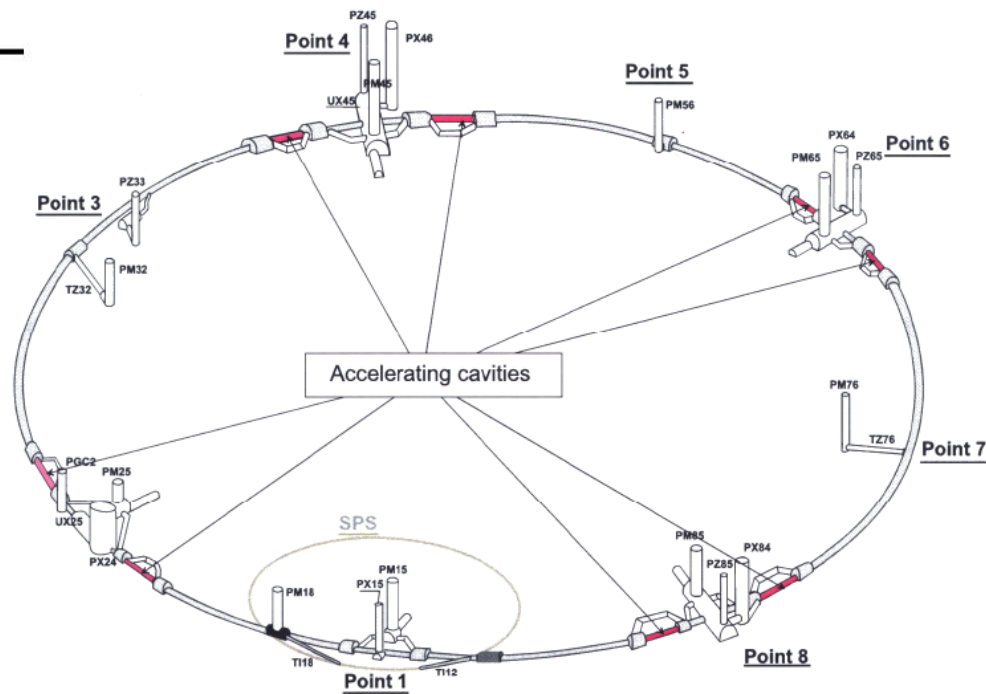 PZ45
Point 4
PX46
PM45
UX45
Point 5
PM56
PX64
Point 6
PM65
PZ65
PZ33
Point 3
PM32
TZ32
Accelerating cavities
PM76
TZ76
Point 7
PGC2
PM25
UX25
PX24
SPS
PM85
PX84
PZ85
PM15
PX15
PM18
TI18
TI12
Point 1
Point 8